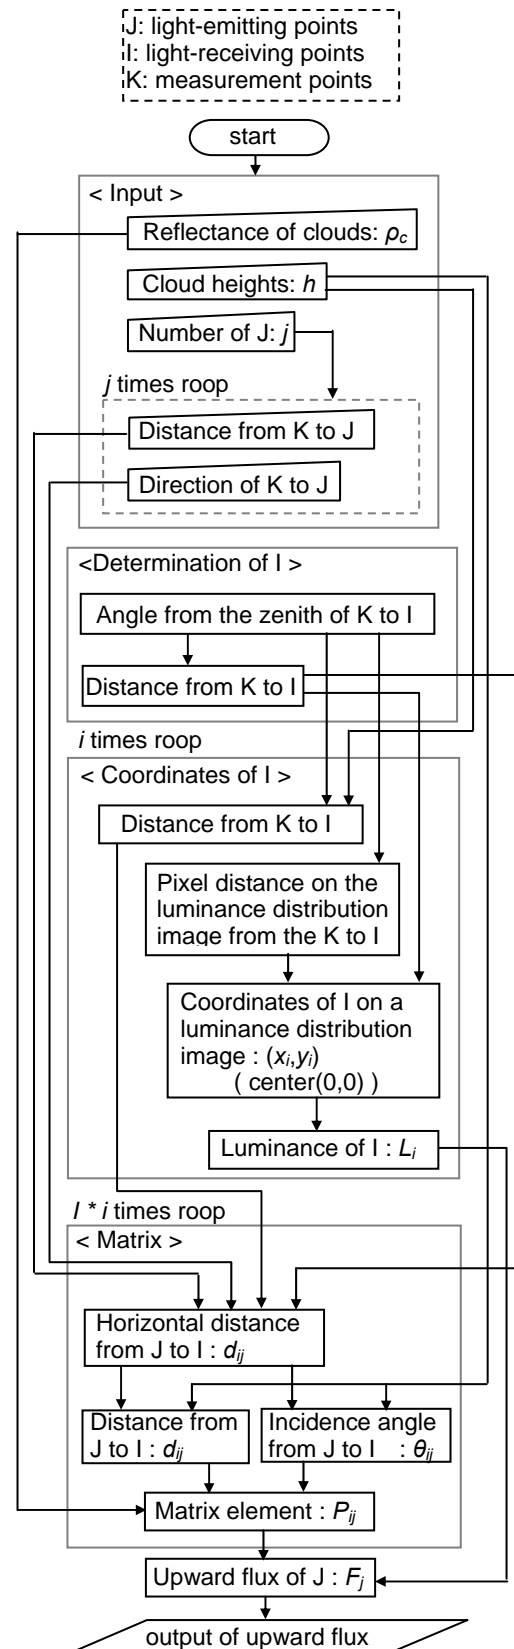 J: light-emitting points
I: light-receiving points
K: measurement points
start
< Input >
Reflectance of clouds: ρc
Cloud heights: h
Number of J: j
j times roop
Distance from K to J
Direction of K to J
<Determination of I >
Angle from the zenith of K to I
Distance from K to I
i times roop
< Coordinates of I >
Distance from K to I
Pixel distance on the
luminance distribution
image from the K to I
Coordinates of I on a
luminance distribution
image : (xi,yi)
( center(0,0) )
Luminance of I : Li
I * i times roop
< Matrix >
Horizontal distance
from J to I : dij
Distance from
J to I : dij
Incidence angle
from J to I : θij
Matrix element : Pij
Upward flux of J : Fj
output of upward flux